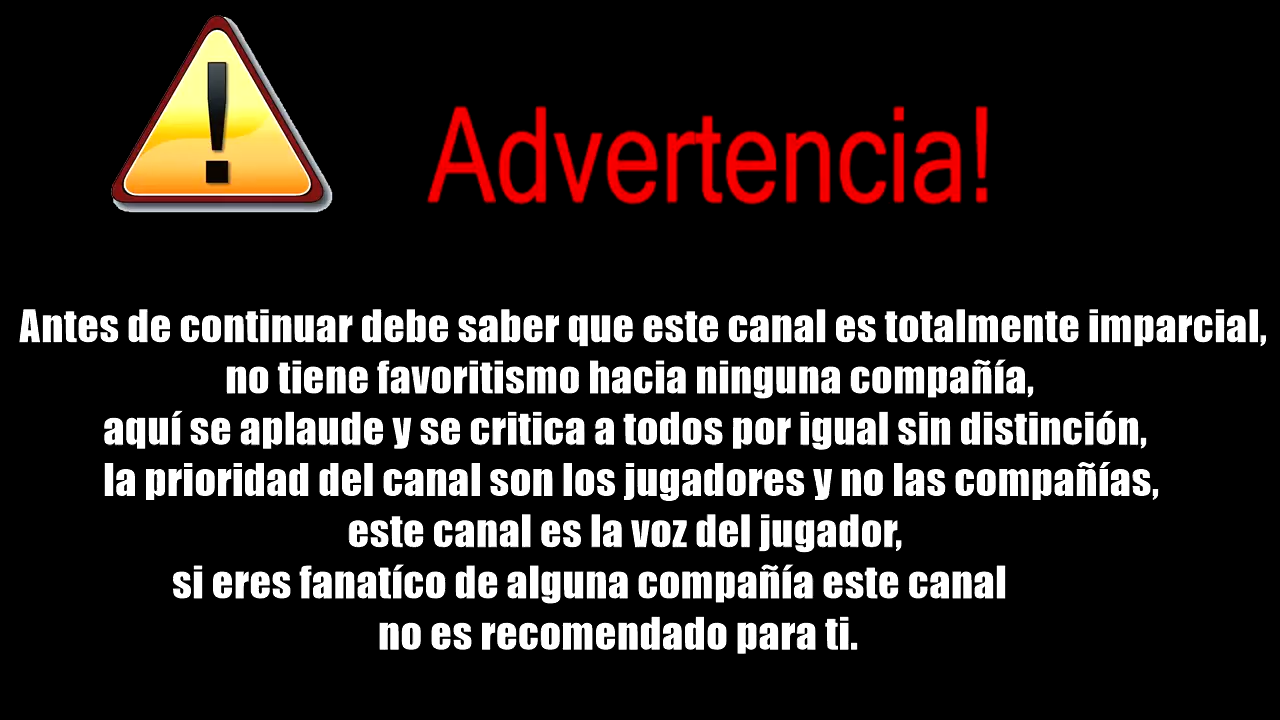 Advertencia!
Antes de continuar debe saber que este canal es totalmente imparcial,
no tiene favoritismo hacia ninguna compañía,
aquí se aplaude y se critica a todos por igual sin distinción,
la prioridad del canal son los jugadores y no las compañías,
este canal es la voz del jugador,
si eres fanatíco de alguna compañía este canal
no es recomendado para ti.